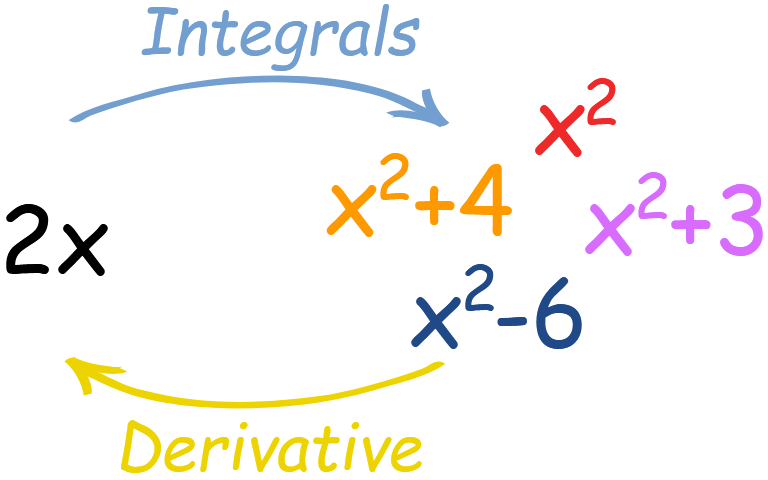 Integrals
x²
x²+4
x²+3
2x
x²-6
Derivative